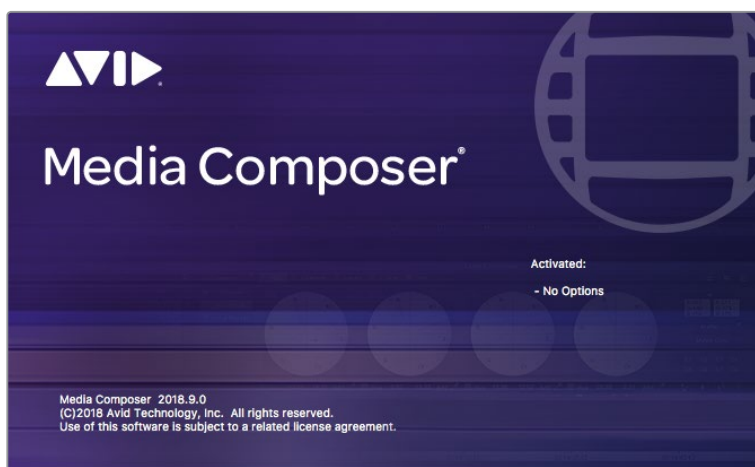 AVID
Media Composer®
Activated:
- No Options
Media Composer 2018.9.0
(C)2018 Avid Technology, Inc. All rights reserved.
Use of this software is subject to a related license agreement.